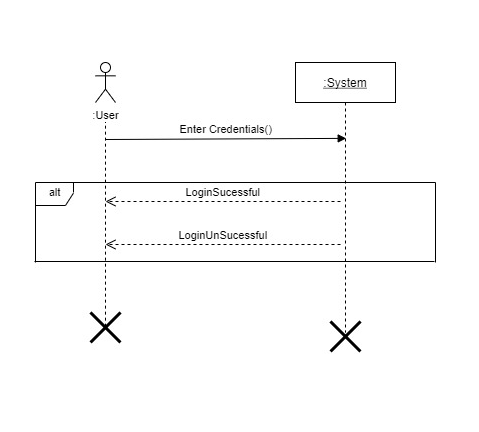 :System
:User
Enter Credentials()
alt
LoginSucessful
LoginUnSucessful